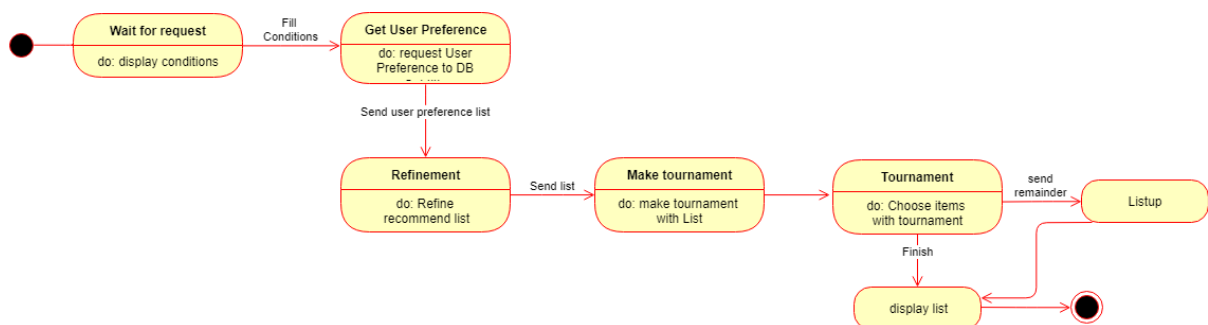 Wait for request
do: display conditions
Fill
Conditions
Get User Preference
do: request User
Preference to DB
Send user preference list
Refinement
do: Refine
recommend list
Send list
Make tournament
do: make tournament
with List
Tournament
do: Choose items
with tournament
send
remainder
Listup
Finish
display list